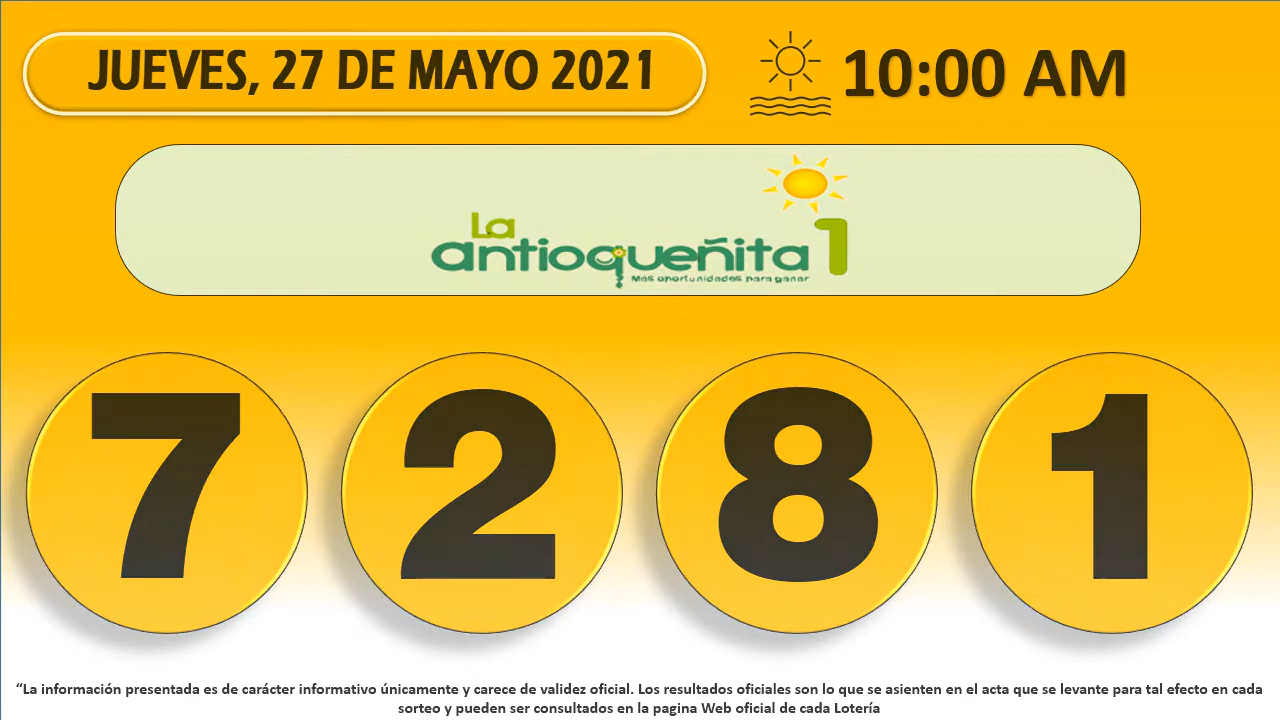 JUEVES, 27 DE MAYO 2021
10:00 AM
La
antioqueñita 1
Más oportunidades para ganar
7 2 8 1
“La información presentada es de carácter informativo únicamente y carece de validez oficial. Los resultados oficiales son lo que se asienten en el acta que se levante para tal efecto en cada
sorteo y pueden ser consultados en la pagina Web oficial de cada Lotería